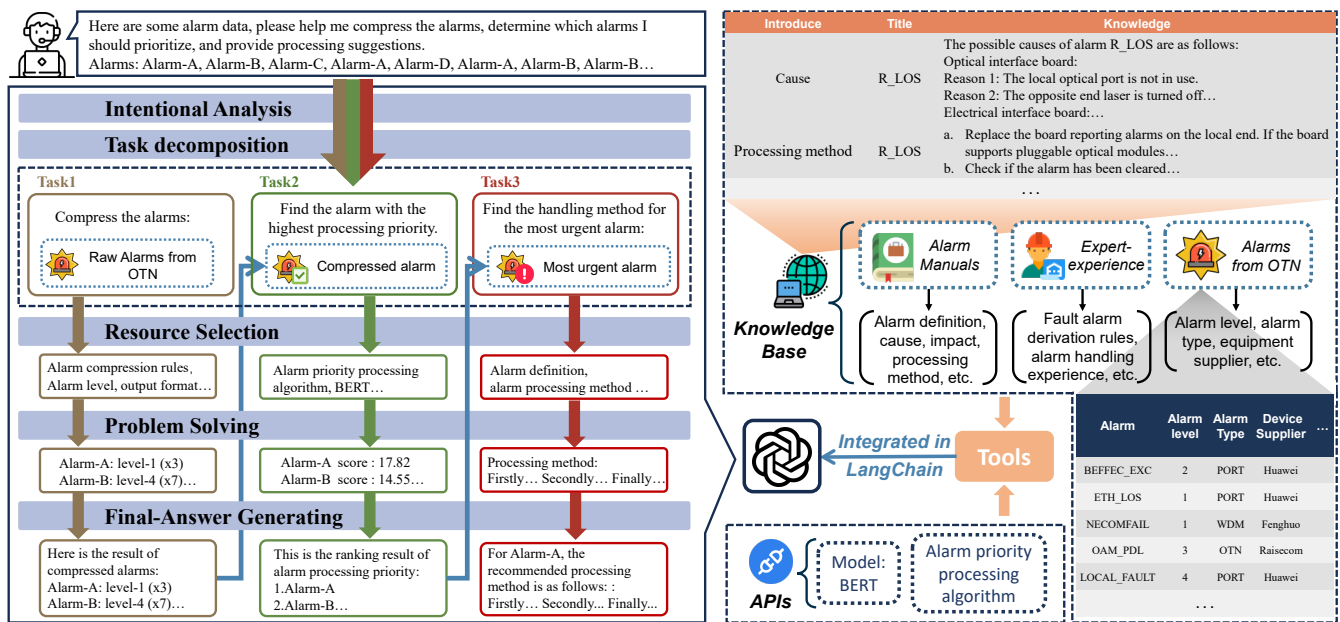 Here are some alarm data, please help me compress the alarms, determine which alarms I
should prioritize, and provide processing suggestions.
Alarms: Alarm-A, Alarm-B, Alarm-C, Alarm-A, Alarm-D, Alarm-A, Alarm-B, Alarm-B…
Intentional Analysis
Task decomposition
Task1
Compress the alarms:
Raw Alarms from
OTN
Task2
Find the alarm with the
highest processing priority.
Compressed alarm
Task3
Find the handling method for
the most urgent alarm:
Most urgent alarm
Resource Selection
Alarm compression rules,
Alarm level, output format…
Alarm priority processing
algorithm, BERT…
Alarm definition,
alarm processing method …
Problem Solving
Alarm-A: level-1 (x3)
Alarm-B: level-4 (x7)…
Alarm-A score : 17.82
Alarm-B score : 14.55…
Processing method:
Firstly… Secondly… Finally…
Final-Answer Generating
Here is the result of
compressed alarms:
Alarm-A: level-1 (x3)
Alarm-B: level-4 (x7)…
This is the ranking result of
alarm processing priority:
1.Alarm-A
2.Alarm-B…
For Alarm-A, the
recommended processing
method is as follows: :
Firstly… Secondly... Finally...
Introduce Title Knowledge
Cause R_LOS
The possible causes of alarm R_LOS are as follows:
Optical interface board:
Reason 1: The local optical port is not in use.
Reason 2: The opposite end laser is turned off…
Electrical interface board:…
Processing method R_LOS
a. Replace the board reporting alarms on the local end. If the board
supports pluggable optical modules…
b. Check if the alarm has been cleared…
...
Knowledge
Base
Alarm
Manuals
Expert-
experience
Alarms
from OTN
Alarm definition,
cause, impact,
processing
method, etc.
Fault alarm
derivation rules,
alarm handling
experience, etc.
Alarm level, alarm
type, equipment
supplier, etc.
Integrated in
LangChain
Tools
APIs
Model:
BERT
Alarm priority
processing
algorithm
Alarm Alarm level Alarm Type Device Supplier …
BEFFEC_EXC 2 PORT Huawei
ETH_LOS 1 PORT Huawei
NECOMFAIL 1 WDM Fenghuo
OAM_PDL 3 OTN Raisecom
LOCAL_FAULT 4 PORT Huawei
...